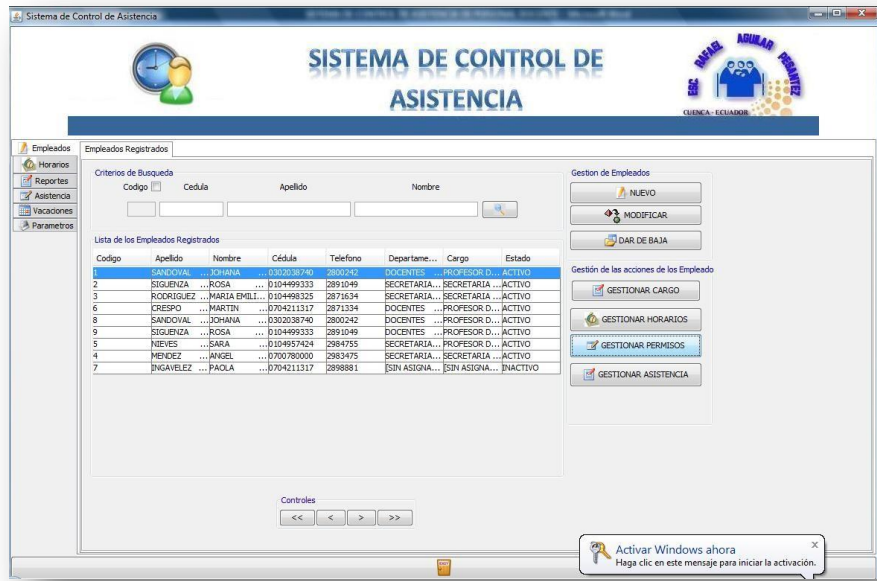 Sistema de Control de Asistencia
SISTEMA DE CONTROL DE
ASISTENCIA
ESC RAFAEL AGUILAR PESANTEZ
CUENCA - ECUADOR
Empleados
Horarios
Reportes
Asistencia
Vacaciones
Parametros
Empleados Registrados
Criterios de Busqueda
Codigo Cedula Apellido Nombre
Lista de los Empleados Registrados
Codigo Apellido Nombre Cédula Telefono Departame... Cargo Estado
1 SANDOVAL ... JOHANA ... 0302038740 2800242 DOCENTES ... PROFESOR D... ACTIVO
2 SIGUENZA ... ROSA ... 0104499333 2891049 SECRETARIA... SECRETARIA ... ACTIVO
3 RODRIGUEZ ... MARIA EMILI... 0104498325 2871634 SECRETARIA... SECRETARIA ... ACTIVO
6 CRESPO ... MARTIN ... 0704211317 2871334 DOCENTES ... PROFESOR D... ACTIVO
8 SANDOVAL ... JOHANA ... 0302038740 2800242 DOCENTES ... PROFESOR D... ACTIVO
9 SIGUENZA ... ROSA ... 0104499333 2891049 SECRETARIA... PROFESOR D... ACTIVO
5 NIEVES ... SARA ... 0104957424 2984755 SECRETARIA... PROFESOR D... ACTIVO
4 MENDEZ ... ANGEL ... 0700780000 2983475 SECRETARIA... SECRETARIA ... ACTIVO
7 INGAVELEZ ... PAOLA ... 0704211317 2898881 [SIN ASIGNA... [SIN ASIGNA... INACTIVO
Controles
<< < > >>
Gestion de Empleados
NUEVO
MODIFICAR
DAR DE BAJA
Gestión de las acciones de los Empleado
GESTIONAR CARGO
GESTIONAR HORARIOS
GESTIONAR PERMISOS
GESTIONAR ASISTENCIA
Activar Windows ahora
Haga clic en este mensaje para iniciar la activación.